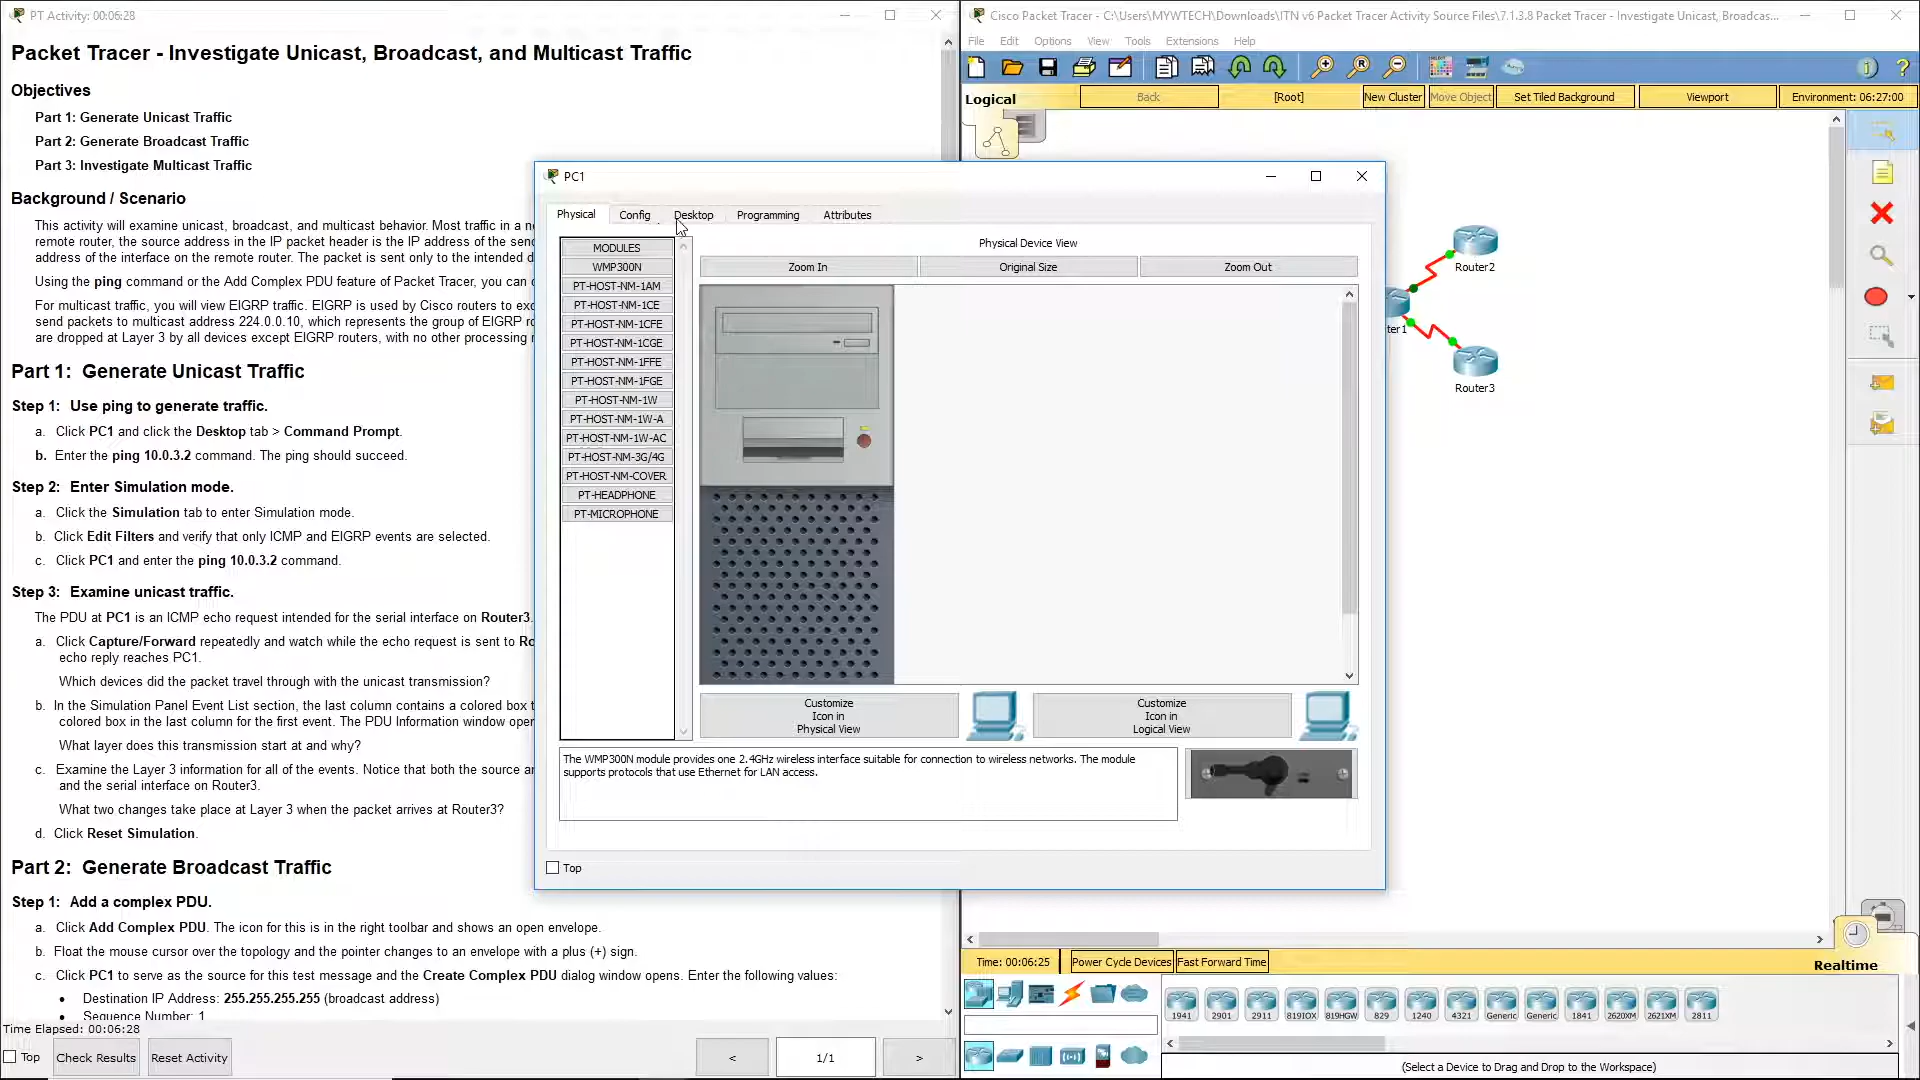 PT Activity: 00:06:28
Packet Tracer - Investigate Unicast, Broadcast, and Multicast Traffic
Objectives
Part 1: Generate Unicast Traffic
Part 2: Generate Broadcast Traffic
Part 3: Investigate Multicast Traffic
Background / Scenario
This activity will examine unicast, broadcast, and multicast behavior. Most traffic in a
remote router, the source address in the IP packet header is the IP address of the
address of the interface on the remote router. The packet is sent only to the intended
Using the ping command or the Add Complex PDU feature of Packet Tracer, you can
For multicast traffic, you will view EIGRP traffic. EIGRP is used by Cisco routers to
send packets to multicast address 224.0.0.10, which represents the group of EIGRP
are dropped at Layer 3 by all devices except EIGRP routers, with no other processing
Part 1: Generate Unicast Traffic
Step 1: Use ping to generate traffic.
a. Click PC1 and click the Desktop tab > Command Prompt.
b. Enter the ping 10.0.3.2 command. The ping should succeed.
Step 2: Enter Simulation mode.
a. Click the Simulation tab to enter Simulation mode.
b. Click Edit Filters and verify that only ICMP and EIGRP events are selected.
c. Click PC1 and enter the ping 10.0.3.2 command.
Step 3: Examine unicast traffic.
The PDU at PC1 is an ICMP echo request intended for the serial interface on Router3.
a. Click Capture/Forward repeatedly and watch while the echo request is sent to Ro
echo reply reaches PC1.
Which devices did the packet travel through with the unicast transmission?
b. In the Simulation Panel Event List section, the last column contains a colored box
colored box in the last column for the first event. The PDU Information window
What layer does this transmission start at and why?
c. Examine the Layer 3 information for all of the events. Notice that both the source
and the serial interface on Router3.
What two changes take place at Layer 3 when the packet arrives at Router3?
d. Click Reset Simulation.
Part 2: Generate Broadcast Traffic
Step 1: Add a complex PDU.
a. Click Add Complex PDU. The icon for this is in the right toolbar and shows an open envelope.
b. Float the mouse cursor over the topology and the pointer changes to an envelope with a plus (+) sign.
c. Click PC1 to serve as the source for this test message and the Create Complex PDU dialog window opens. Enter the following values:
• Destination IP Address: 255.255.255.255 (broadcast address)
• Sequence Number: 1
Time Elapsed: 00:06:28
Top
Check Results
Reset Activity
<
1/1
>
PC1
Physical
Config
Desktop
Programming
Attributes
MODULES
WMP300N
PT-HOST-NM-1AM
PT-HOST-NM-1CE
PT-HOST-NM-1CFE
PT-HOST-NM-1CGE
PT-HOST-NM-1FFE
PT-HOST-NM-1FGE
PT-HOST-NM-1W
PT-HOST-NM-1W-A
PT-HOST-NM-1W-AC
PT-HOST-NM-3G/4G
PT-HOST-NM-COVER
PT-HEADPHONE
PT-MICROPHONE
Physical Device View
Zoom In
Original Size
Zoom Out
Customize
Icon in
Physical View
Customize
Icon in
Logical View
The WMP300N module provides one 2.4GHz wireless interface suitable for connection to wireless networks. The module
supports protocols that use Ethernet for LAN access.
Top
Cisco Packet Tracer - C:\Users\MYWTECH\Downloads\ITN v6 Packet Tracer Activity Source Files\7.1.3.8 Packet Tracer - Investigate Unicast, Broadcas...
File Edit Options View Tools Extensions Help
Logical
Back
[Root]
New Cluster
Move Object
Set Tiled Background
Viewport
Environment: 06:27:00
Router2
ter1
Router3
Time: 00:06:25
Power Cycle Devices
Fast Forward Time
Realtime
1941
2901
2911
819IOX
819HGW
829
1240
4321
Generic
Generic
1841
2620XM
2621XM
2811
(Select a Device to Drag and Drop to the Workspace)